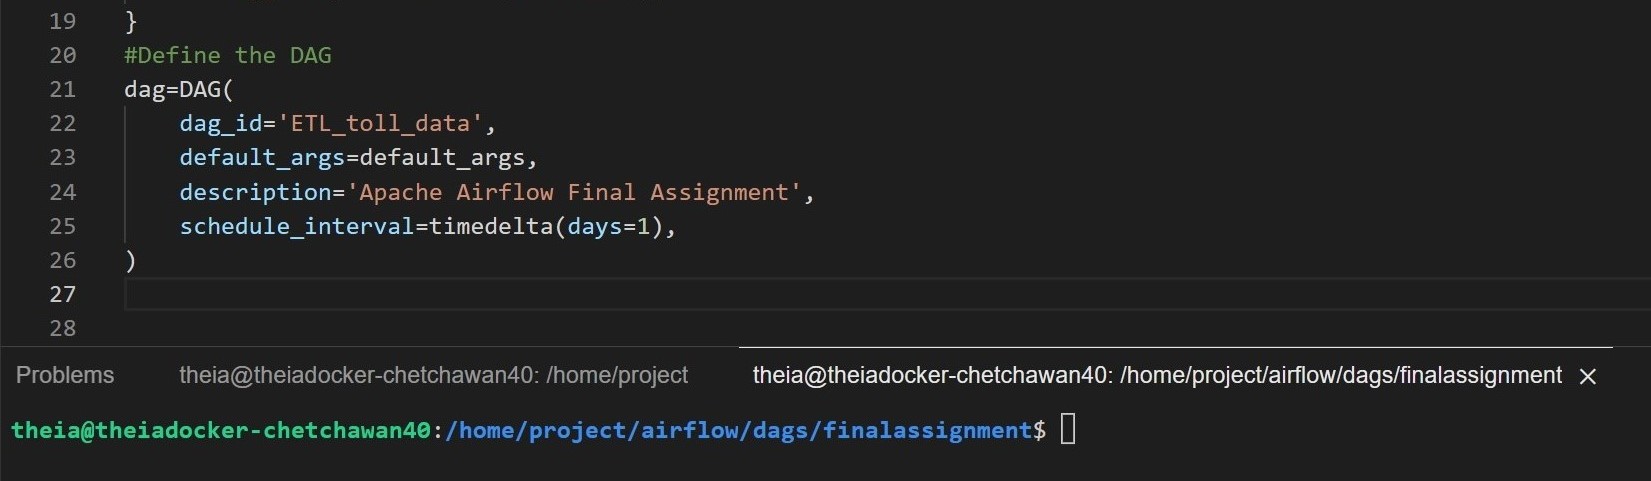 19 }
20 #Define the DAG
21 dag=DAG(
22     dag_id='ETL_toll_data',
23     default_args=default_args,
24     description='Apache Airflow Final Assignment',
25     schedule_interval=timedelta(days=1),
26 )
27
28
Problems theia@theiadocker-chetchawan40: /home/project theia@theiadocker-chetchawan40: /home/project/airflow/dags/finalassignment ×
theia@theiadocker-chetchawan40:/home/project/airflow/dags/finalassignment$